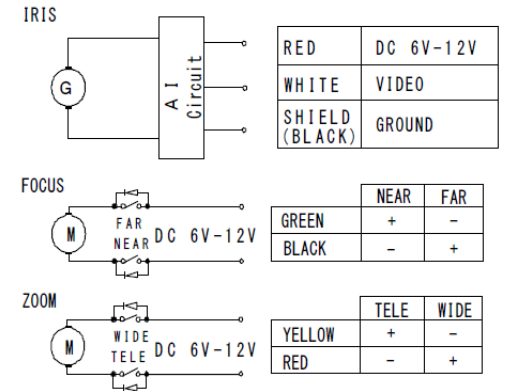 IRIS
G
AI Circuit
RED DC 6V-12V
WHITE VIDEO
SHIELD (BLACK) GROUND
FOCUS
M
FAR
NEAR
DC 6V-12V
NEAR FAR
GREEN + -
BLACK - +
ZOOM
M
WIDE
TELE
DC 6V-12V
TELE WIDE
YELLOW + -
RED - +